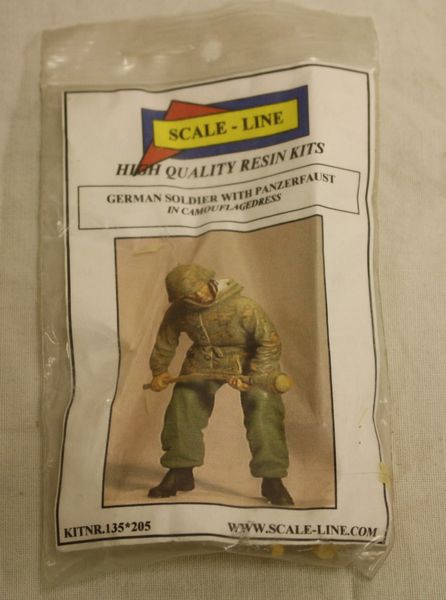 SCALE - LINE
HIGH QUALITY RESIN KITS
GERMAN SOLDIER WITH PANZERFAUST
IN CAMOUFLAGEDRESS
KITNR.135*205
WWW.SCALE-LINE.COM